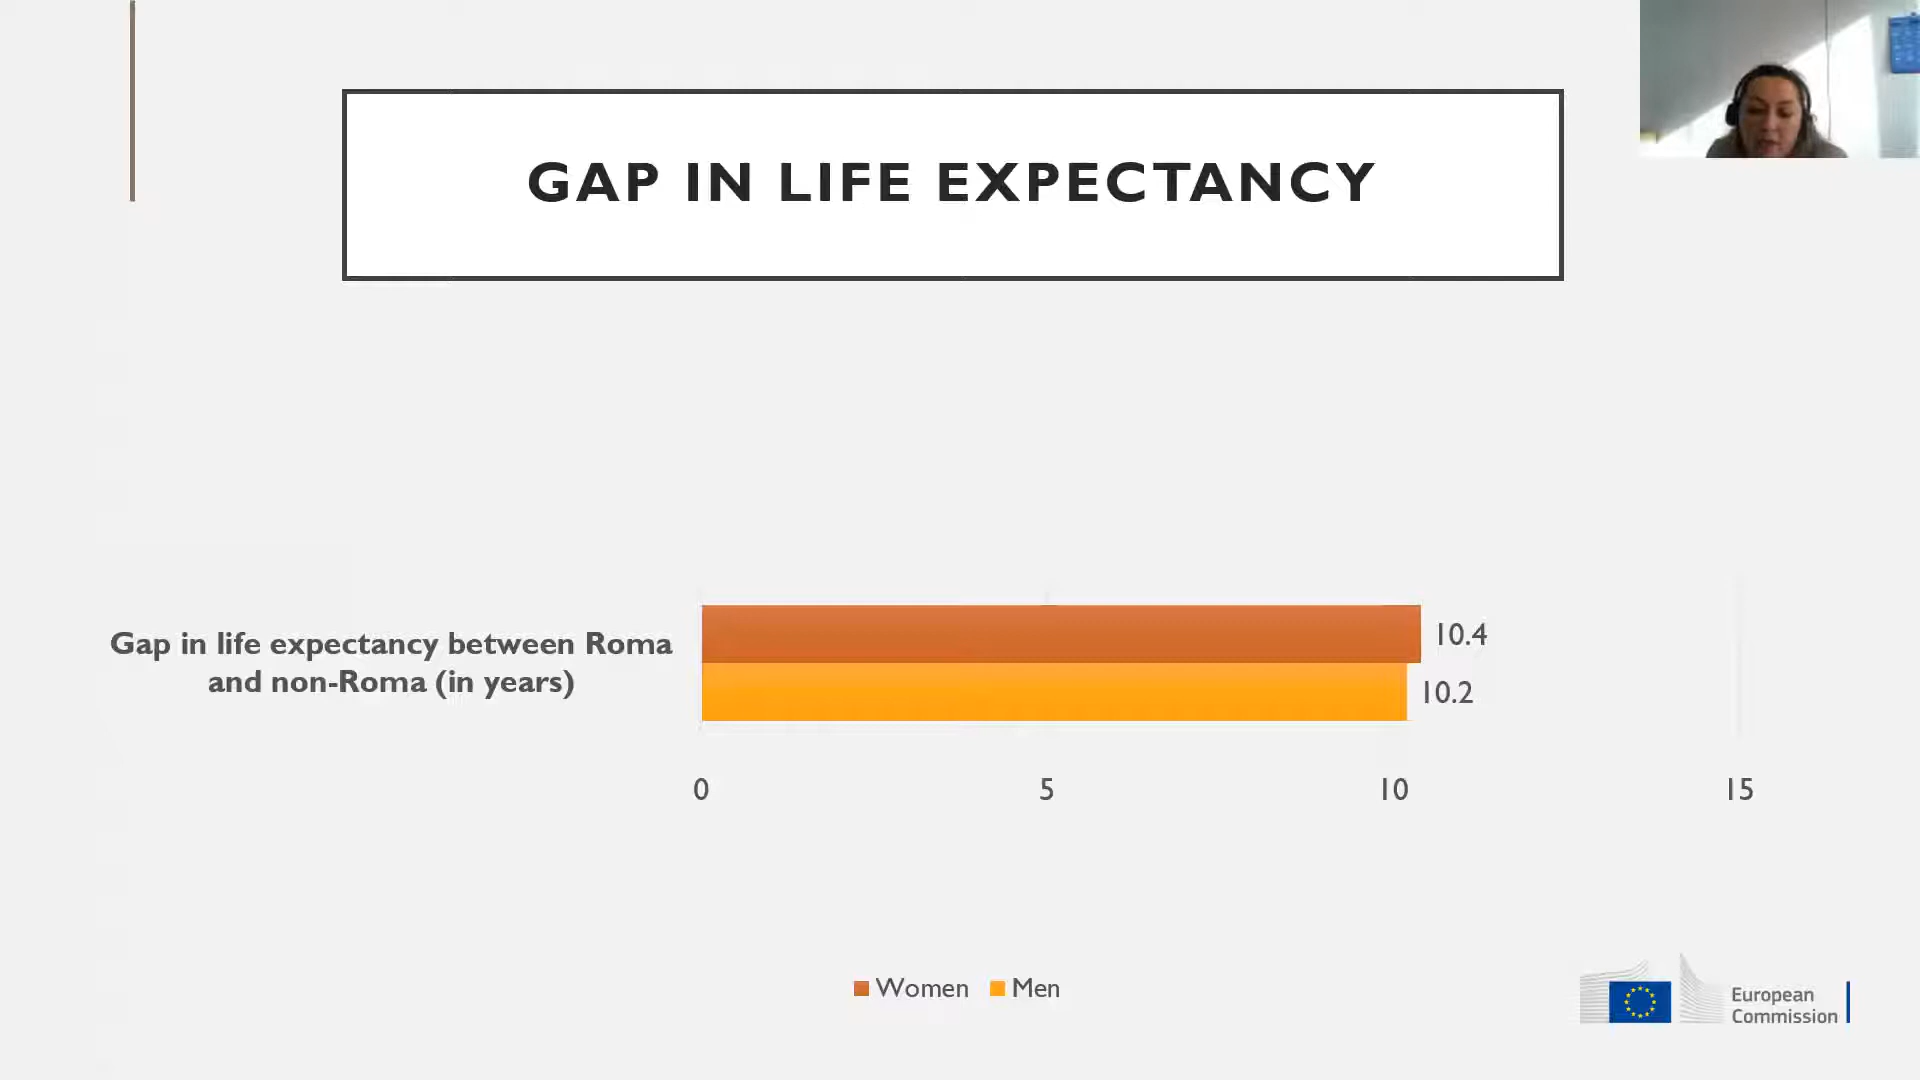 GAP IN LIFE EXPECTANCY
Gap in life expectancy between Roma
and non-Roma (in years)
10.4
10.2
0 5 10 15
Women Men
European
Commission